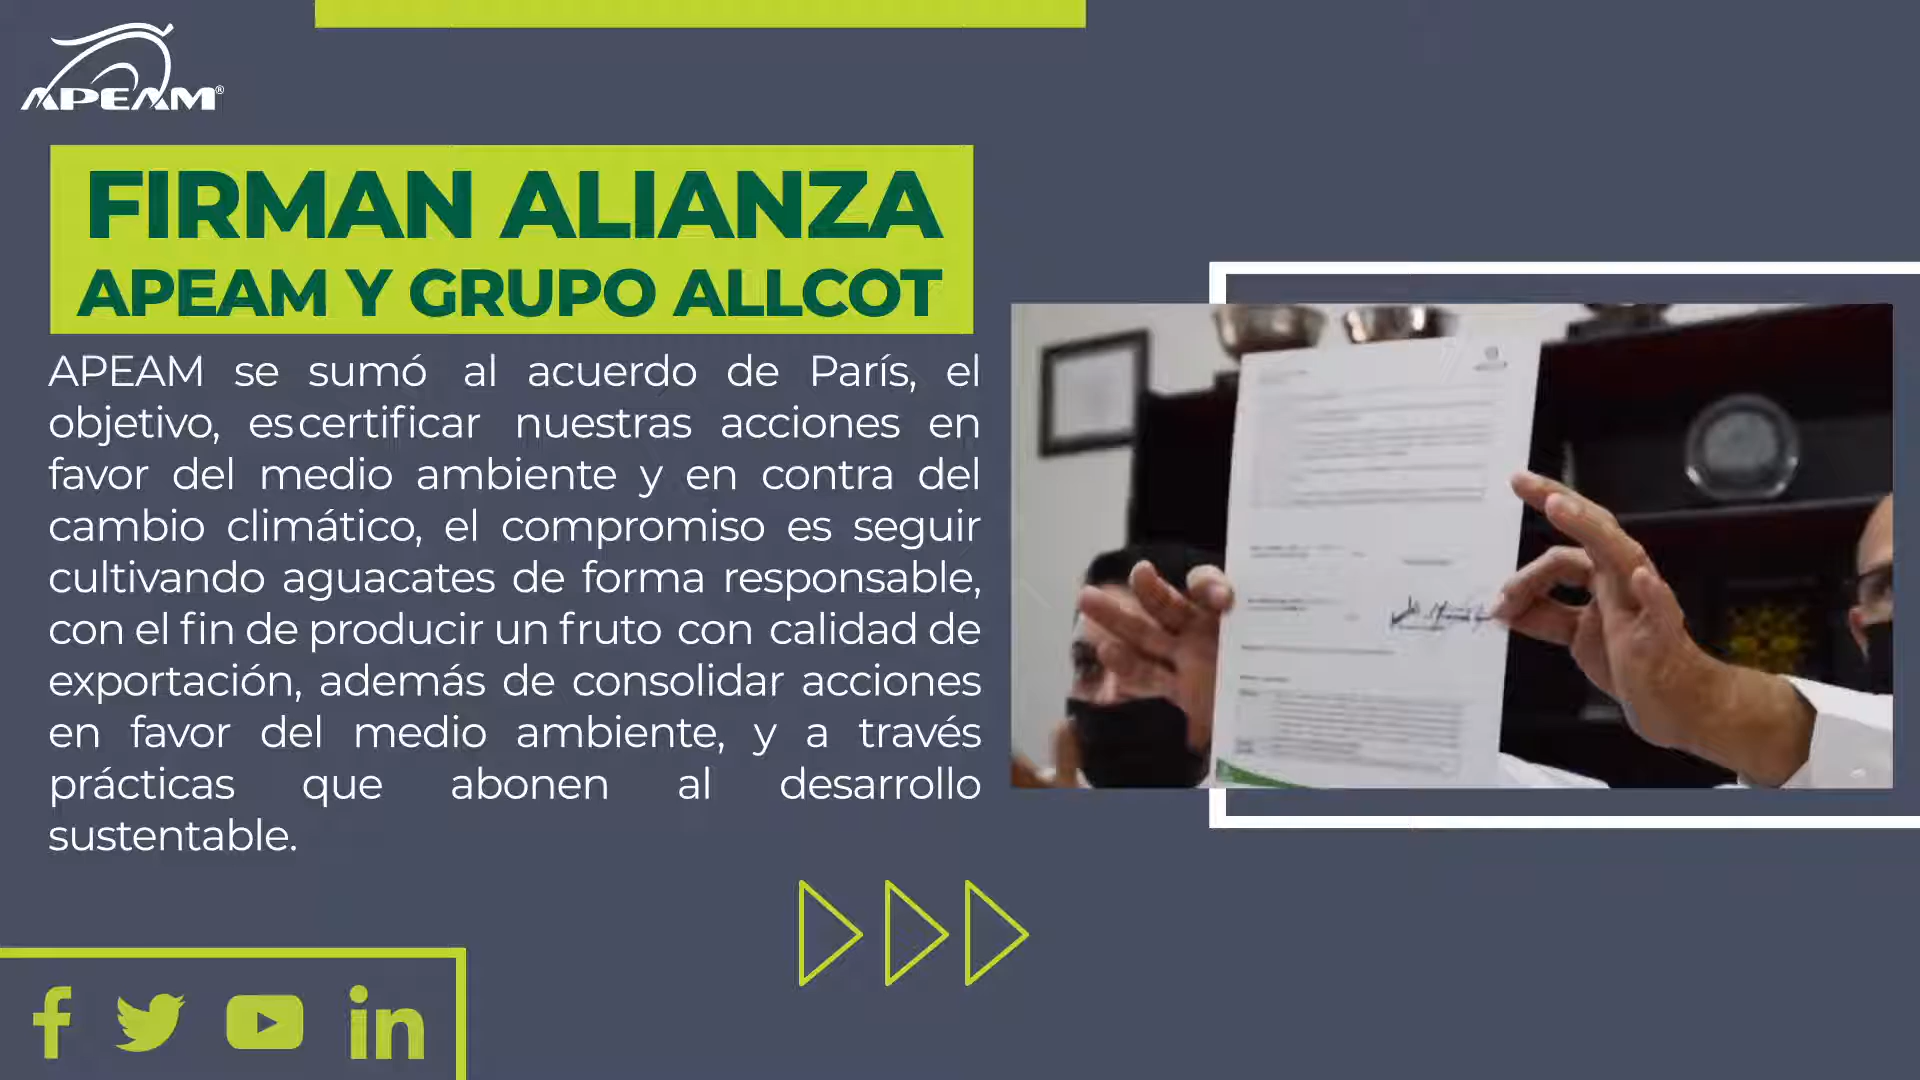 APEAM®
FIRMAN ALIANZA
APEAM Y GRUPO ALLCOT
APEAM se sumó al acuerdo de París, el
objetivo, es certificar nuestras acciones en
favor del medio ambiente y en contra del
cambio climático, el compromiso es seguir
cultivando aguacates de forma responsable,
con el fin de producir un fruto con calidad de
exportación, además de consolidar acciones
en favor del medio ambiente, y a través
prácticas que abonen al desarrollo
sustentable.